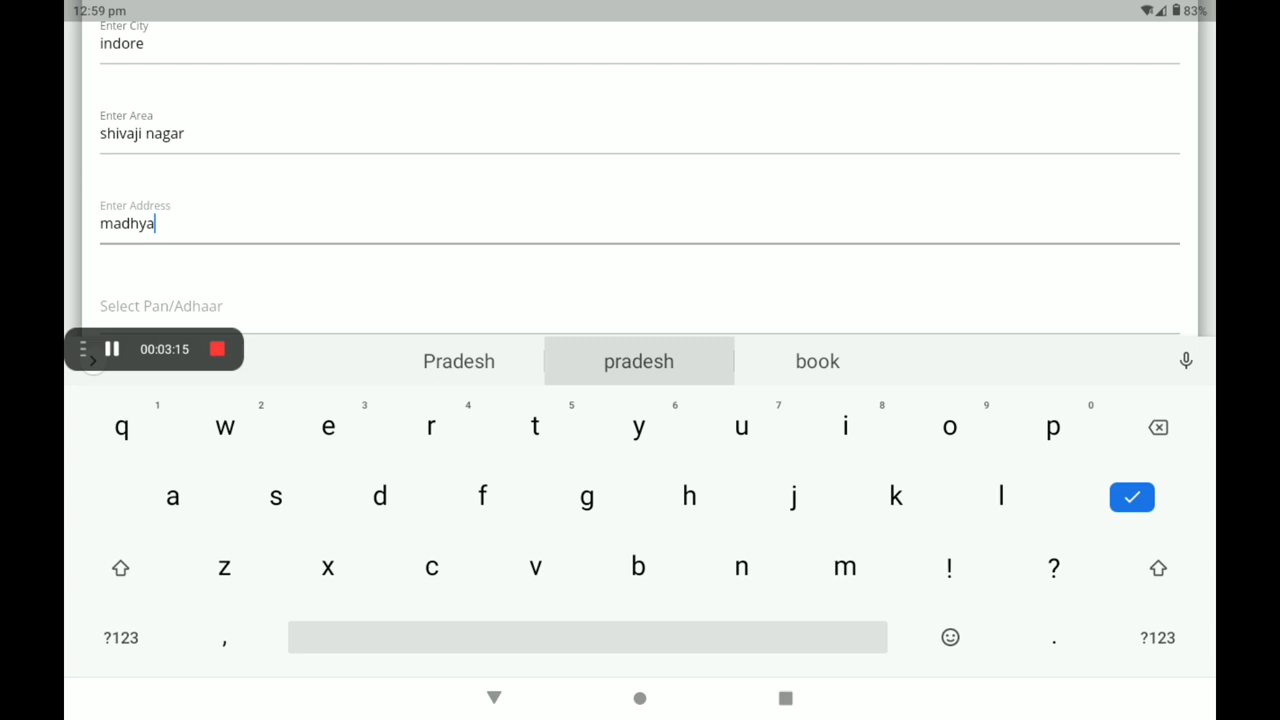 12:59 pm
83%
Enter City
indore
Enter Area
shivaji nagar
Enter Address
madhya
Select Pan/Adhaar
00:03:15
Pradesh pradesh book
1 2 3 4 5 6 7 8 9 0
q w e r t y u i o p
a s d f g h j k l
z x c v b n m ! ?
?123 , . ?123